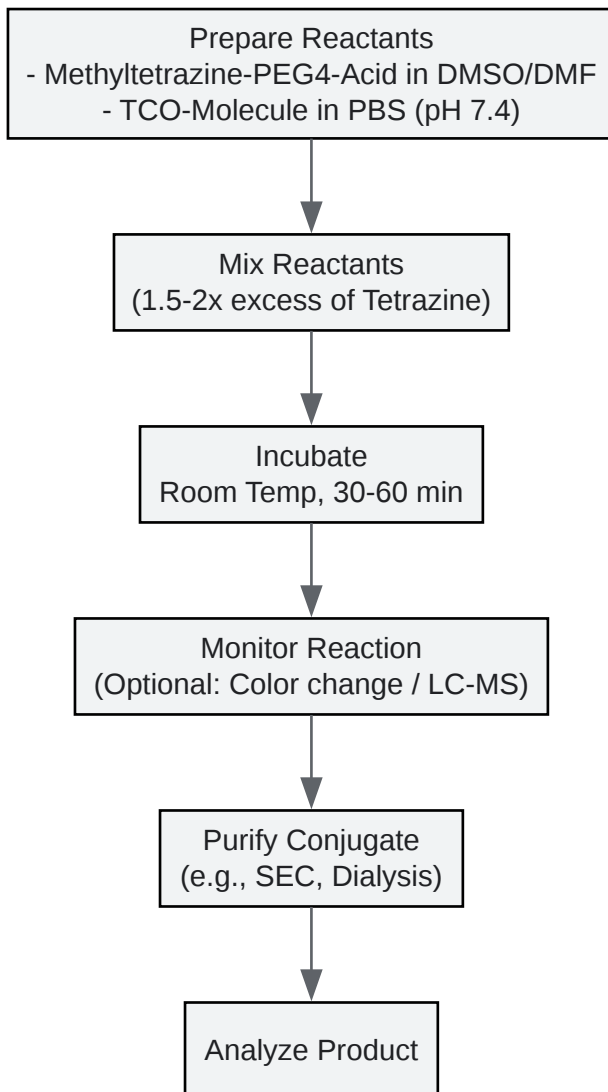 Prepare Reactants
- Methyltetrazine-PEG4-Acid in DMSO/DMF
- TCO-Molecule in PBS (pH 7.4)
Mix Reactants
(1.5-2x excess of Tetrazine)
Incubate
Room Temp, 30-60 min
Monitor Reaction
(Optional: Color change / LC-MS)
Purify Conjugate
(e.g., SEC, Dialysis)
Analyze Product